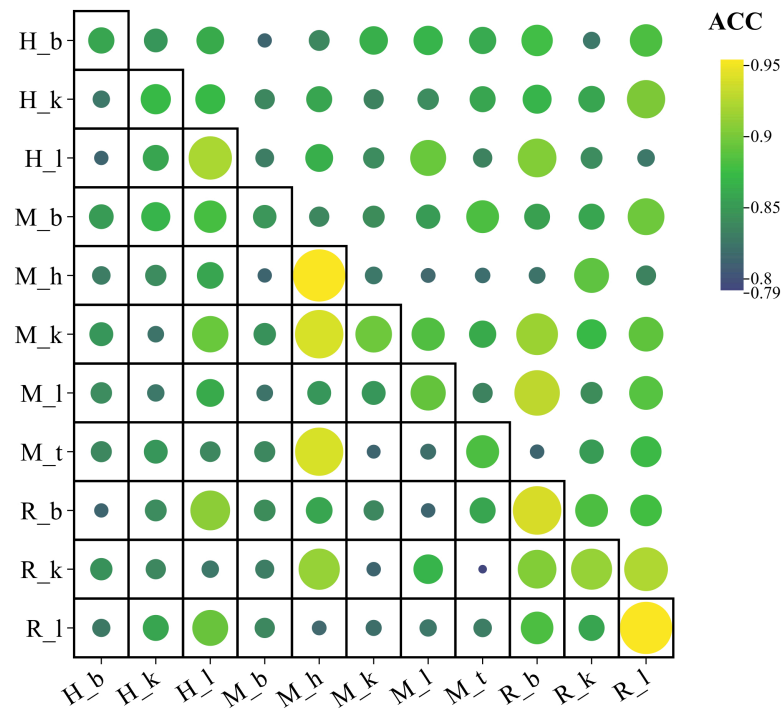 ACC
H_b
H_k
H_l
M_b
M_h
M_k
M_l
M_t
R_b
R_k
R_l
0.95
0.9
0.85
0.8
0.79
H_b H_k H_l M_b M_h M_k M_l M_t R_b R_k R_l